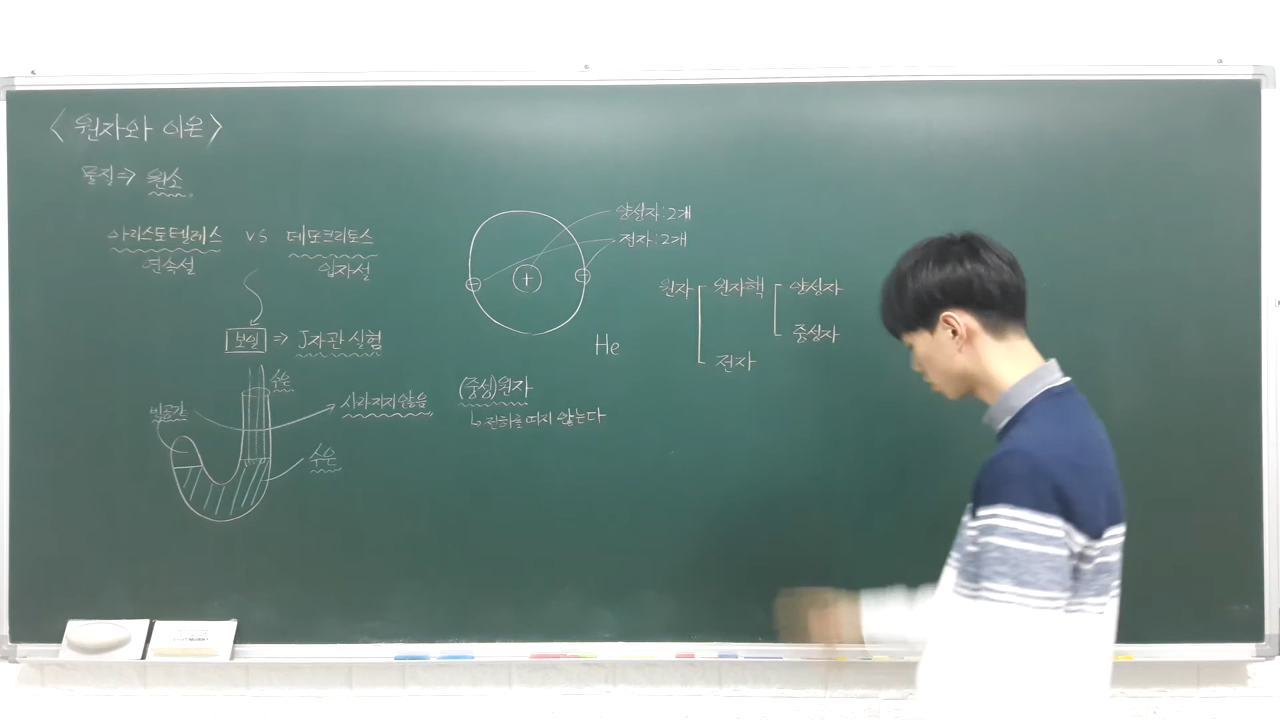 <원자와 이온>
물질 ⇒ 원소
아리스토텔레스 vs 데모크리토스
연속설 입자설
보일 ⇒ J자관 실험
수은
빈공간
사라지지 않음
수은
양성자:2개
전자:2개
+
−
−
He
(중성)원자
↳ 전하를 띠지 않는다
원자 원자핵 양성자
중성자
전자